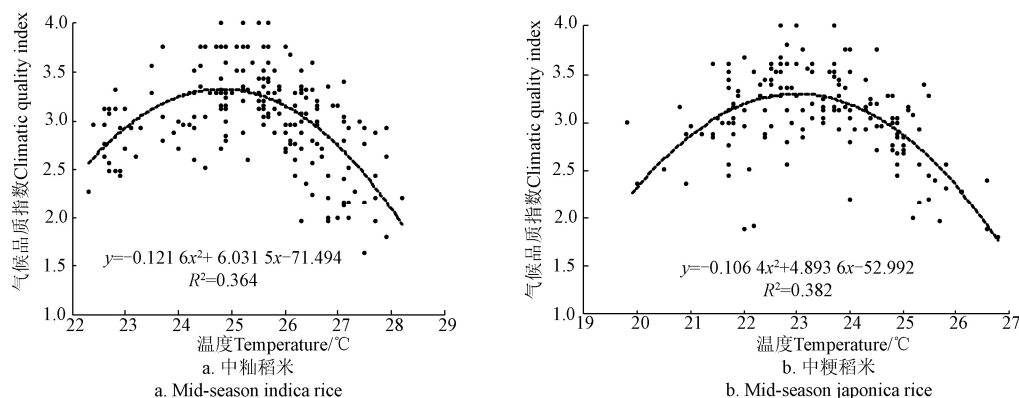 气候品质指数Climatic quality index
4.0
3.5
3.0
2.5
2.0
1.5
1.0
y=−0.121 6x²+ 6.031 5x−71.494
R²=0.364
22 23 24 25 26 27 28 29
温度Temperature/℃
a. 中籼稻米
a. Mid-season indica rice
气候品质指数Climatic quality index
4.0
3.5
3.0
2.5
2.0
1.5
1.0
y=−0.106 4x²+4.893 6x−52.992
R²=0.382
19 20 21 22 23 24 25 26 27
温度Temperature/℃
b. 中粳稻米
b. Mid-season japonica rice